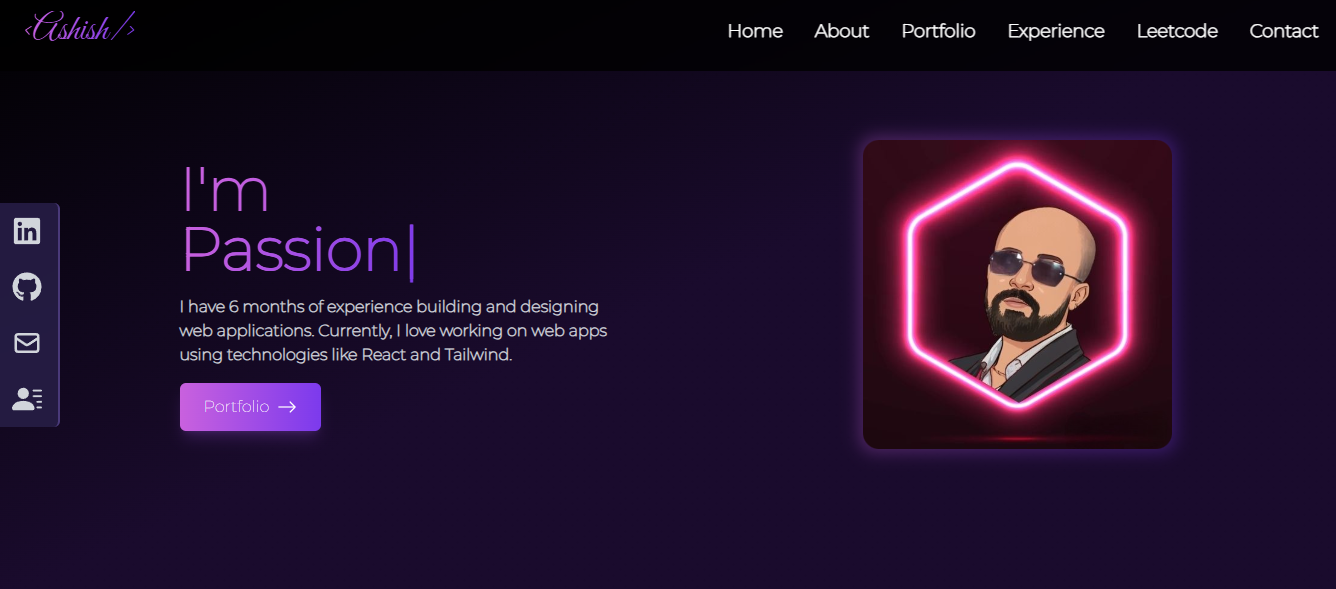 <Ashish/>
Home About Portfolio Experience Leetcode Contact
I'm
Passion|
I have 6 months of experience building and designing
web applications. Currently, I love working on web apps
using technologies like React and Tailwind.
Portfolio →
in